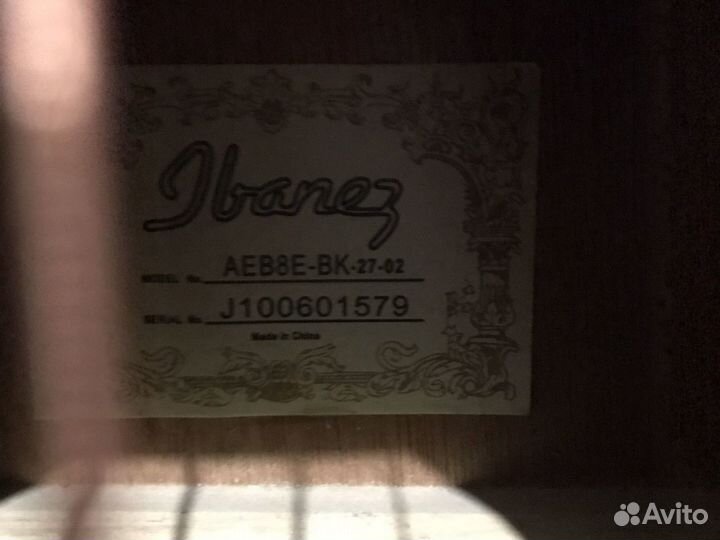 Ibanez
MODEL No. AEB8E-BK-27-02
SERIAL No. J100601579
Made in China
Avito